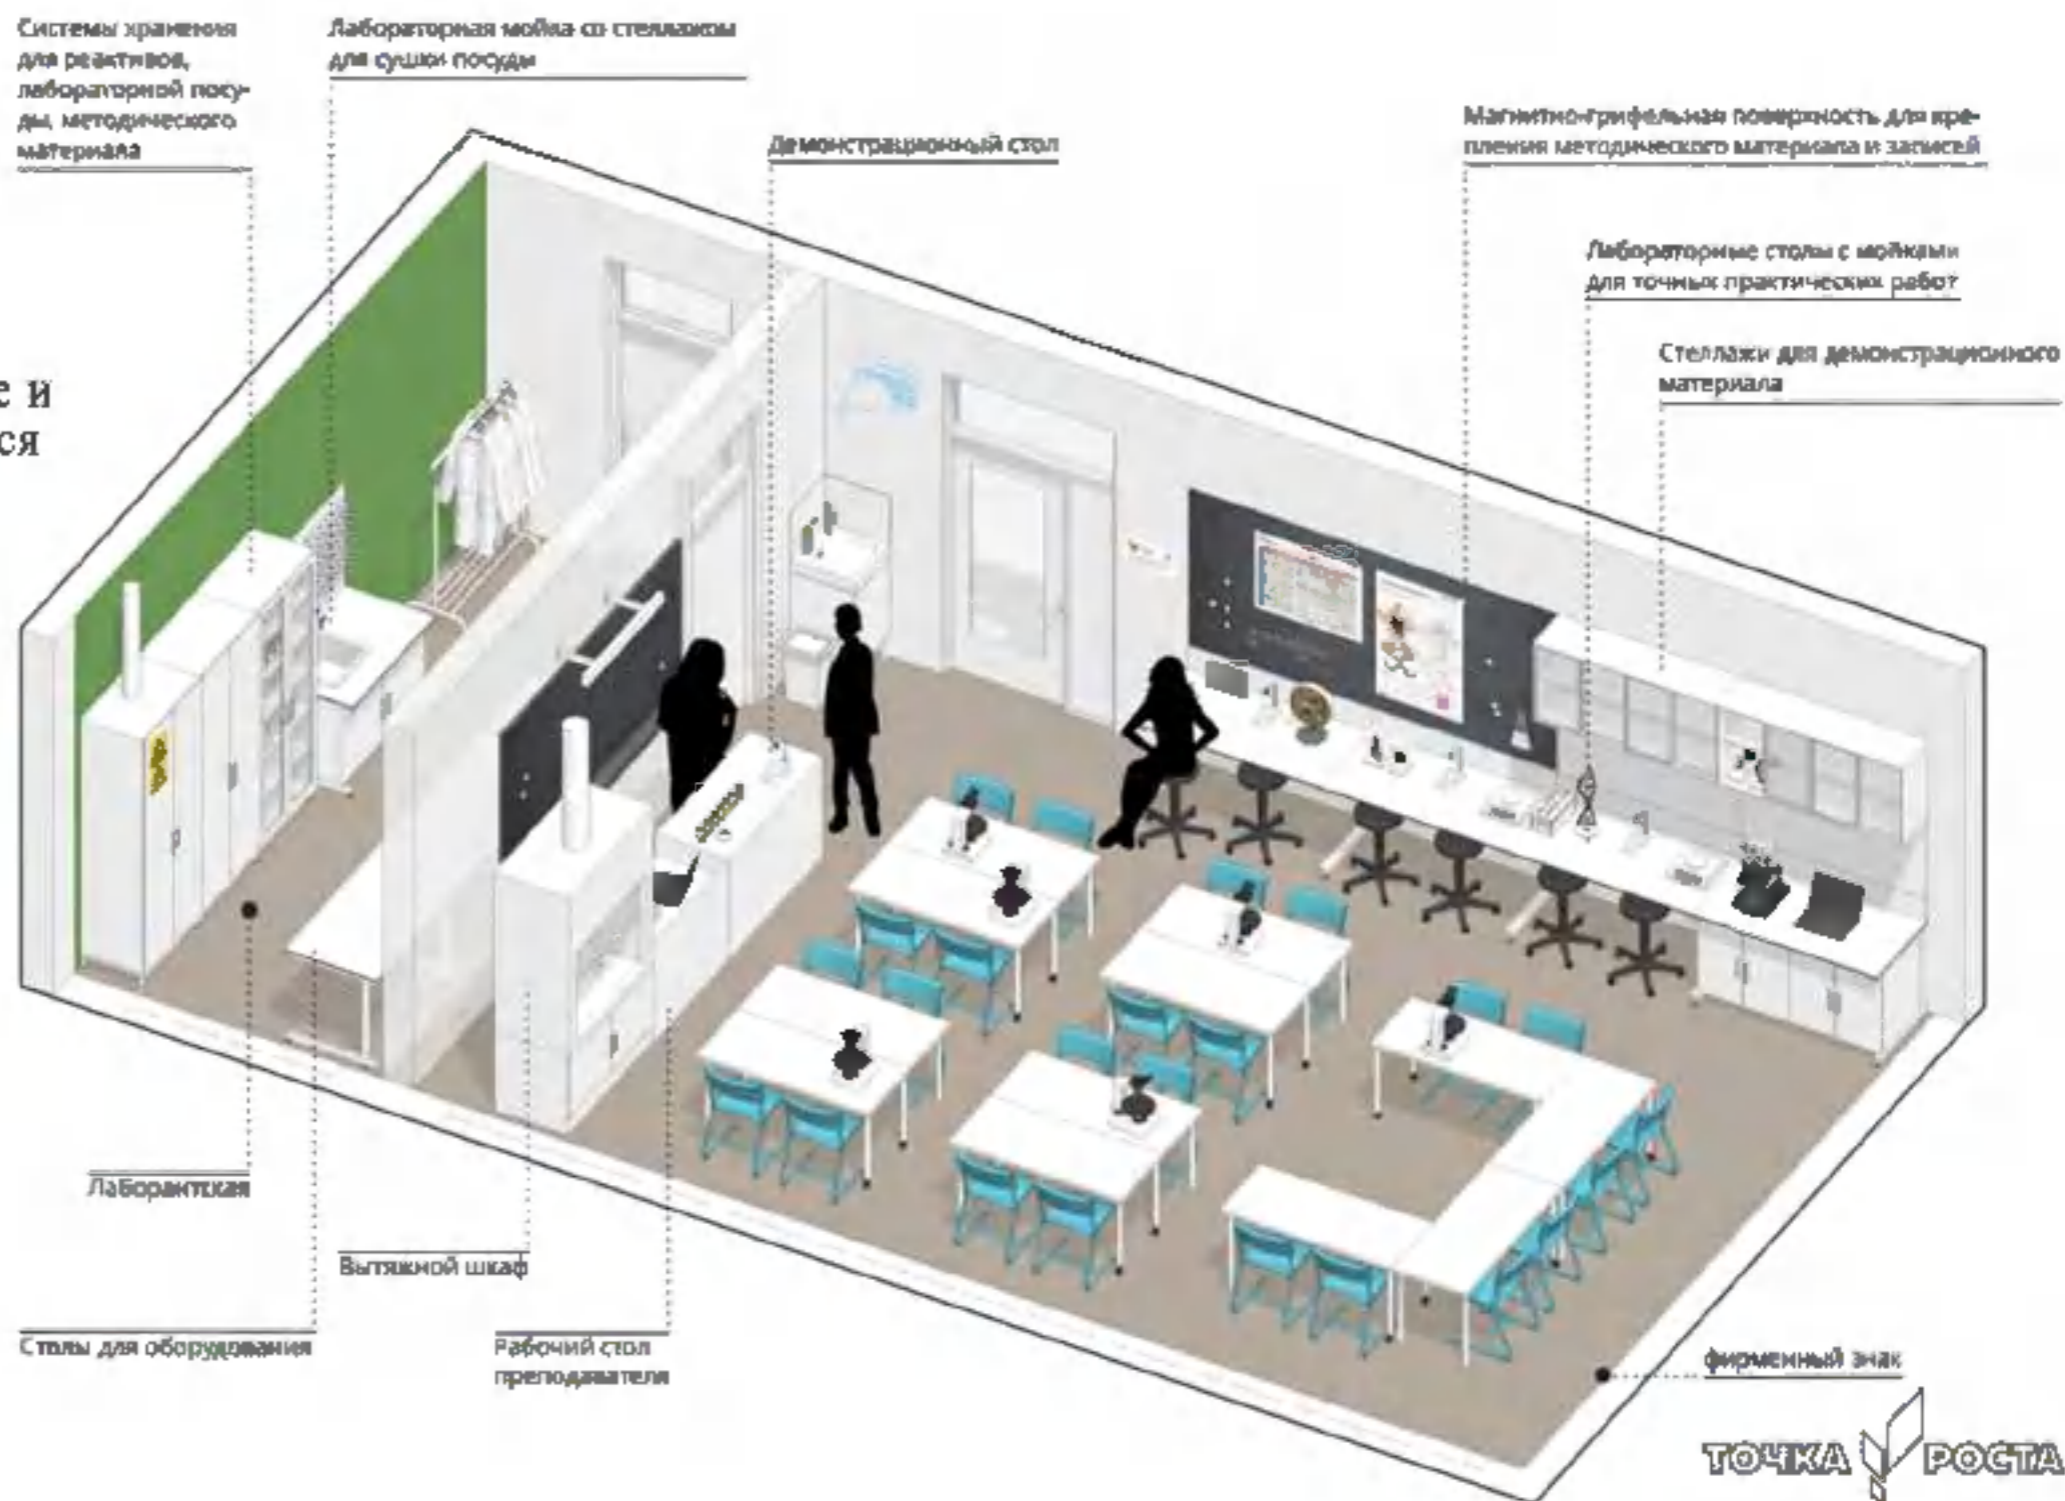 Системы хранения
для реактивов,
лабораторной посу-
ды, методического
материала
Лабораторная мойка со стеллажом
для сушки посуды
Демонстрационный стол
Магнитно-грифельная поверхность для кре-
пления методического материала и записей
Лабораторные столы с мойками
для точных практических работ
Стеллажи для демонстрационного
материала
е и
ся
Лаборантская
Вытяжной шкаф
Столы для оборудования
Рабочий стол
преподавателя
фирменный знак
ТОЧКА РОСТА